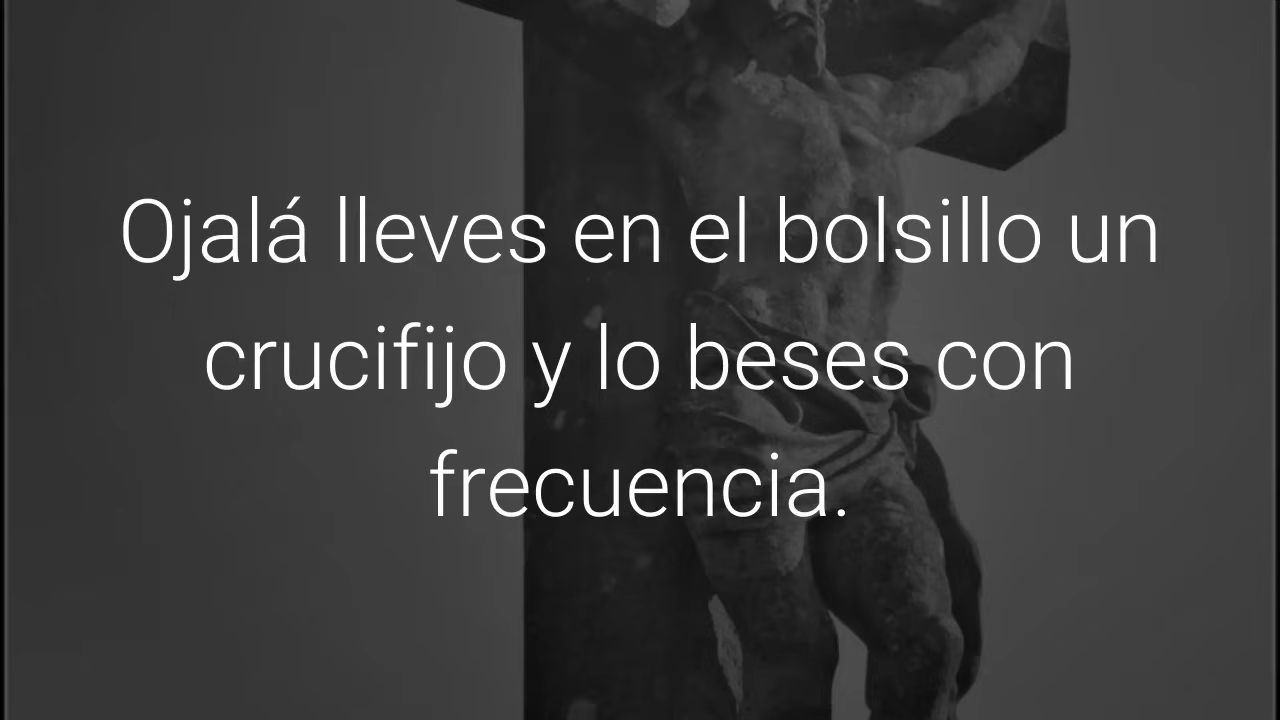 Ojalá lleves en el bolsillo un
crucifijo y lo beses con
frecuencia.